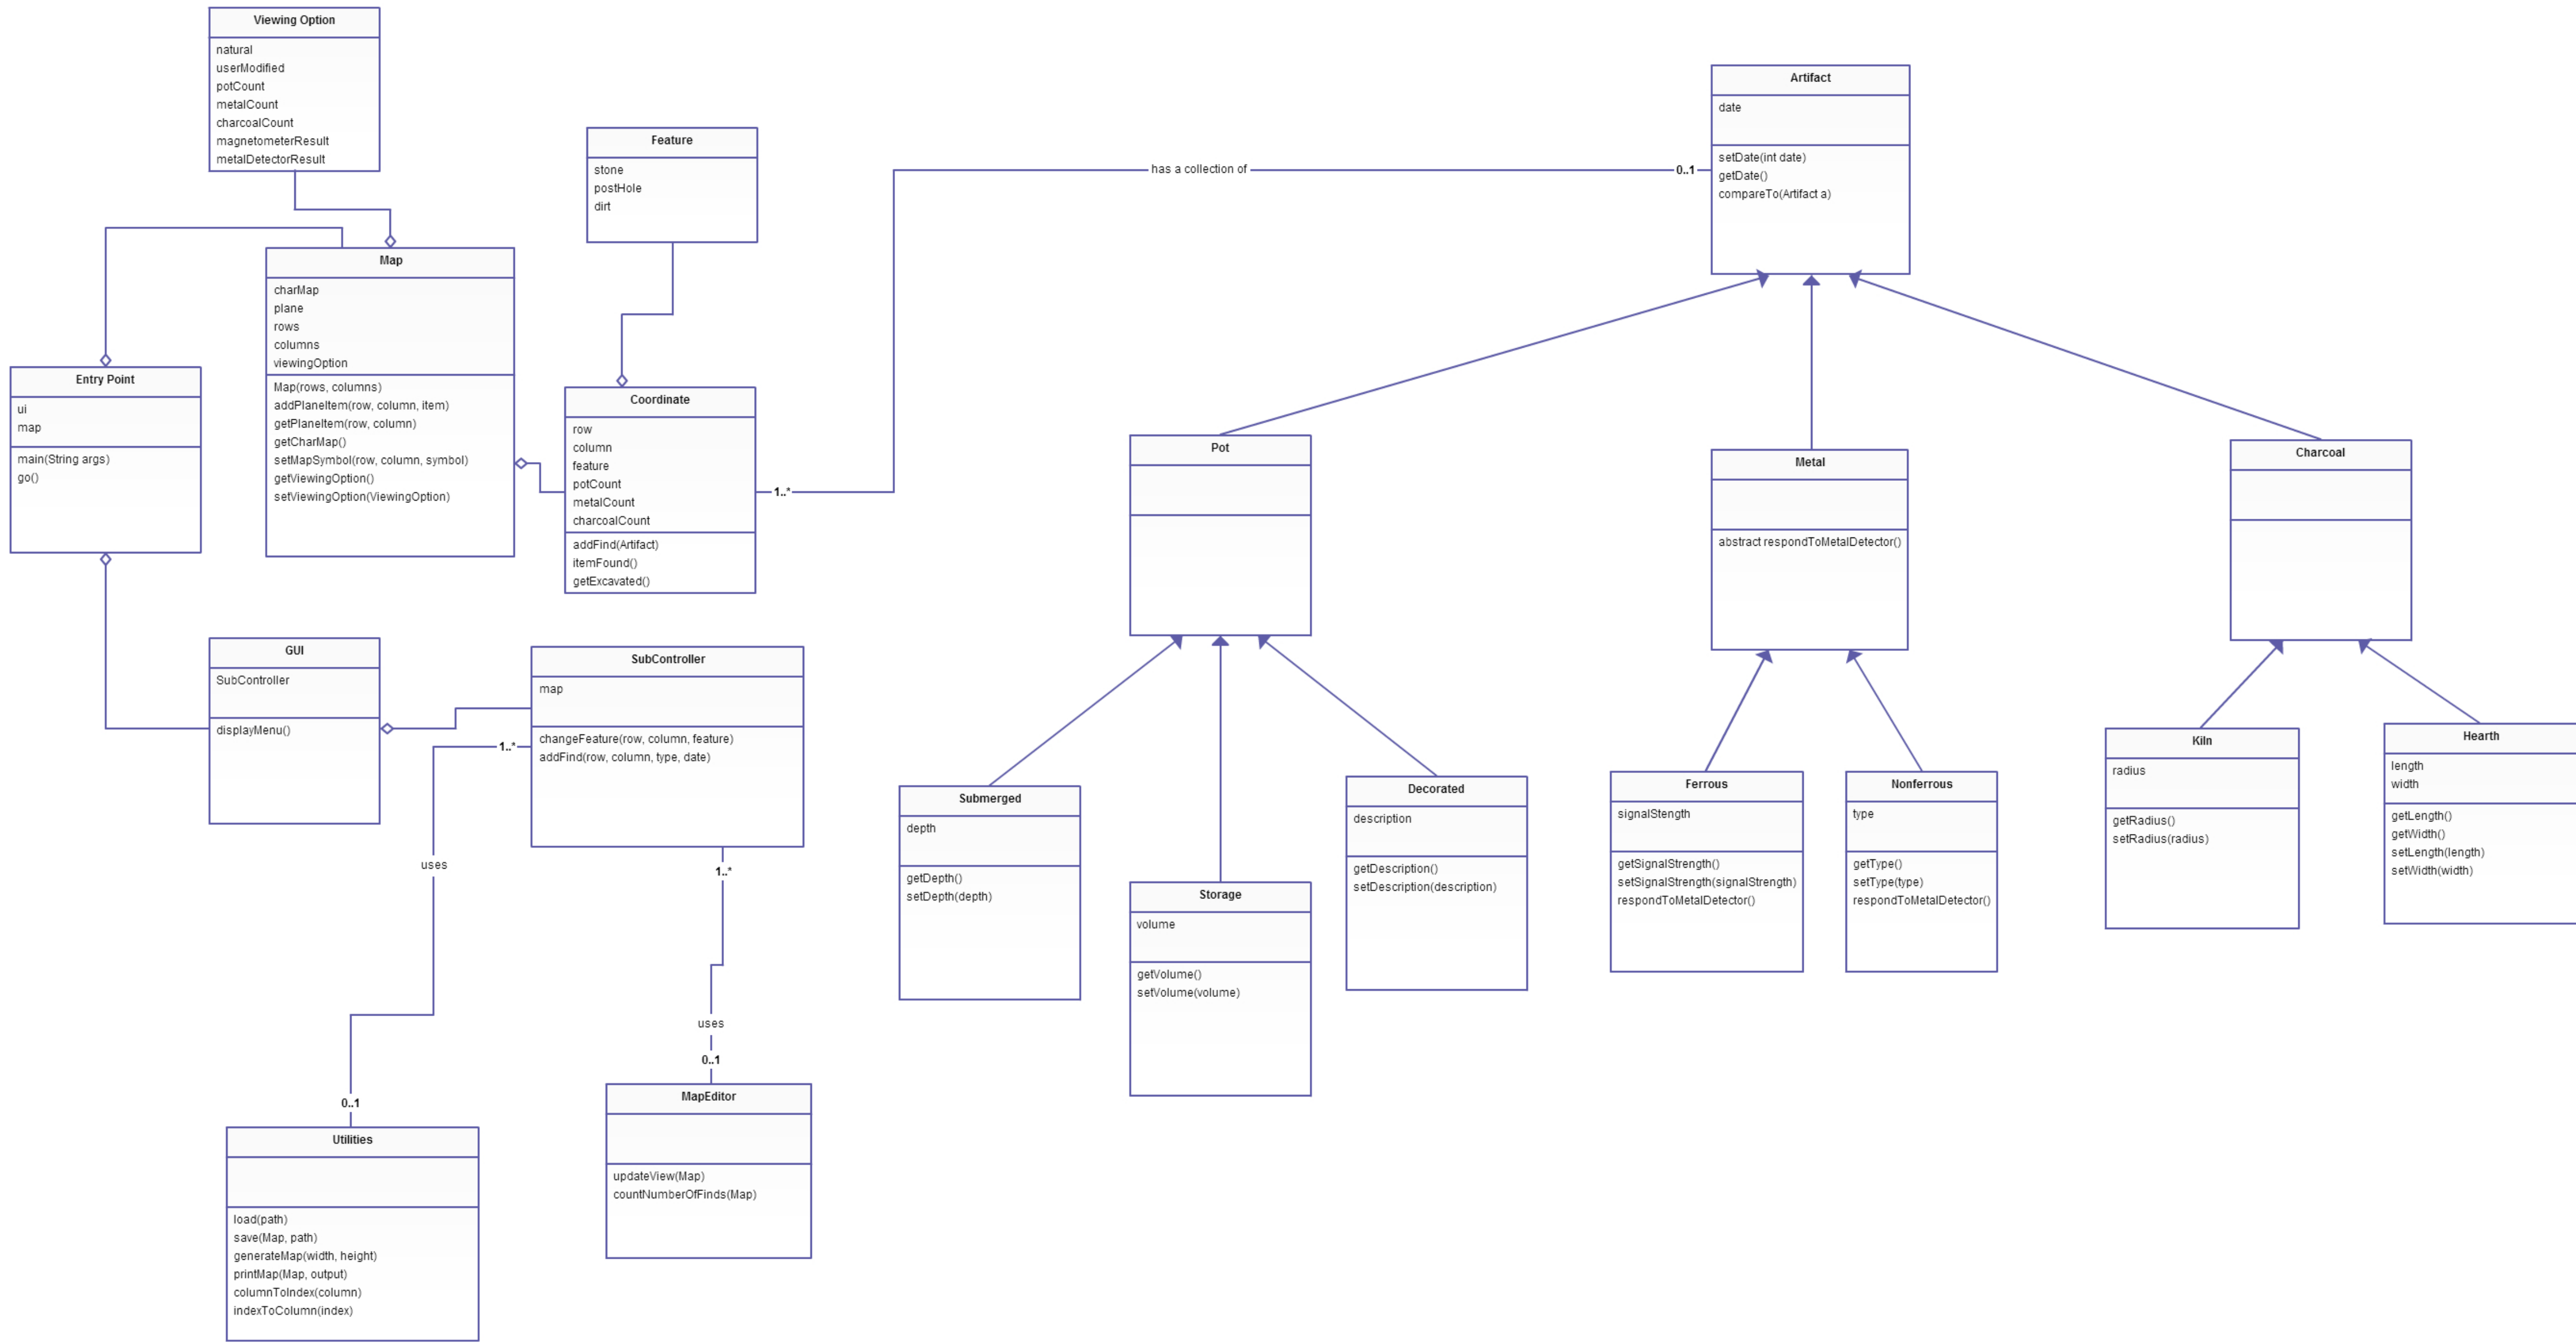 Viewing Option
natural
userModified
potCount
metalCount
charcoalCount
magnetometerResult
metalDetectorResult
Feature
stone
postHole
dirt
Artifact
date
setDate(int date)
getDate()
compareTo(Artifact a)
has a collection of
0..1
1..*
Map
charMap
plane
rows
columns
viewingOption
Map(rows, columns)
addPlaneItem(row, column, item)
getPlaneItem(row, column)
getCharMap()
setMapSymbol(row, column, symbol)
getViewingOption()
setViewingOption(ViewingOption)
Entry Point
ui
map
main(String args)
go()
Coordinate
row
column
feature
potCount
metalCount
charcoalCount
addFind(Artifact)
itemFound()
getExcavated()
Pot
Metal
abstract respondToMetalDetector()
Charcoal
GUI
SubController
displayMenu()
SubController
map
changeFeature(row, column, feature)
addFind(row, column, type, date)
1..*
uses
0..1
1..*
uses
0..1
Submerged
depth
getDepth()
setDepth(depth)
Storage
volume
getVolume()
setVolume(volume)
Decorated
description
getDescription()
setDescription(description)
Ferrous
signalStength
getSignalStrength()
setSignalStrength(signalStrength)
respondToMetalDetector()
Nonferrous
type
getType()
setType(type)
respondToMetalDetector()
Kiln
radius
getRadius()
setRadius(radius)
Hearth
length
width
getLength()
getWidth()
setLength(length)
setWidth(width)
MapEditor
updateView(Map)
countNumberOfFinds(Map)
Utilities
load(path)
save(Map, path)
generateMap(width, height)
printMap(Map, output)
columnToIndex(column)
indexToColumn(index)